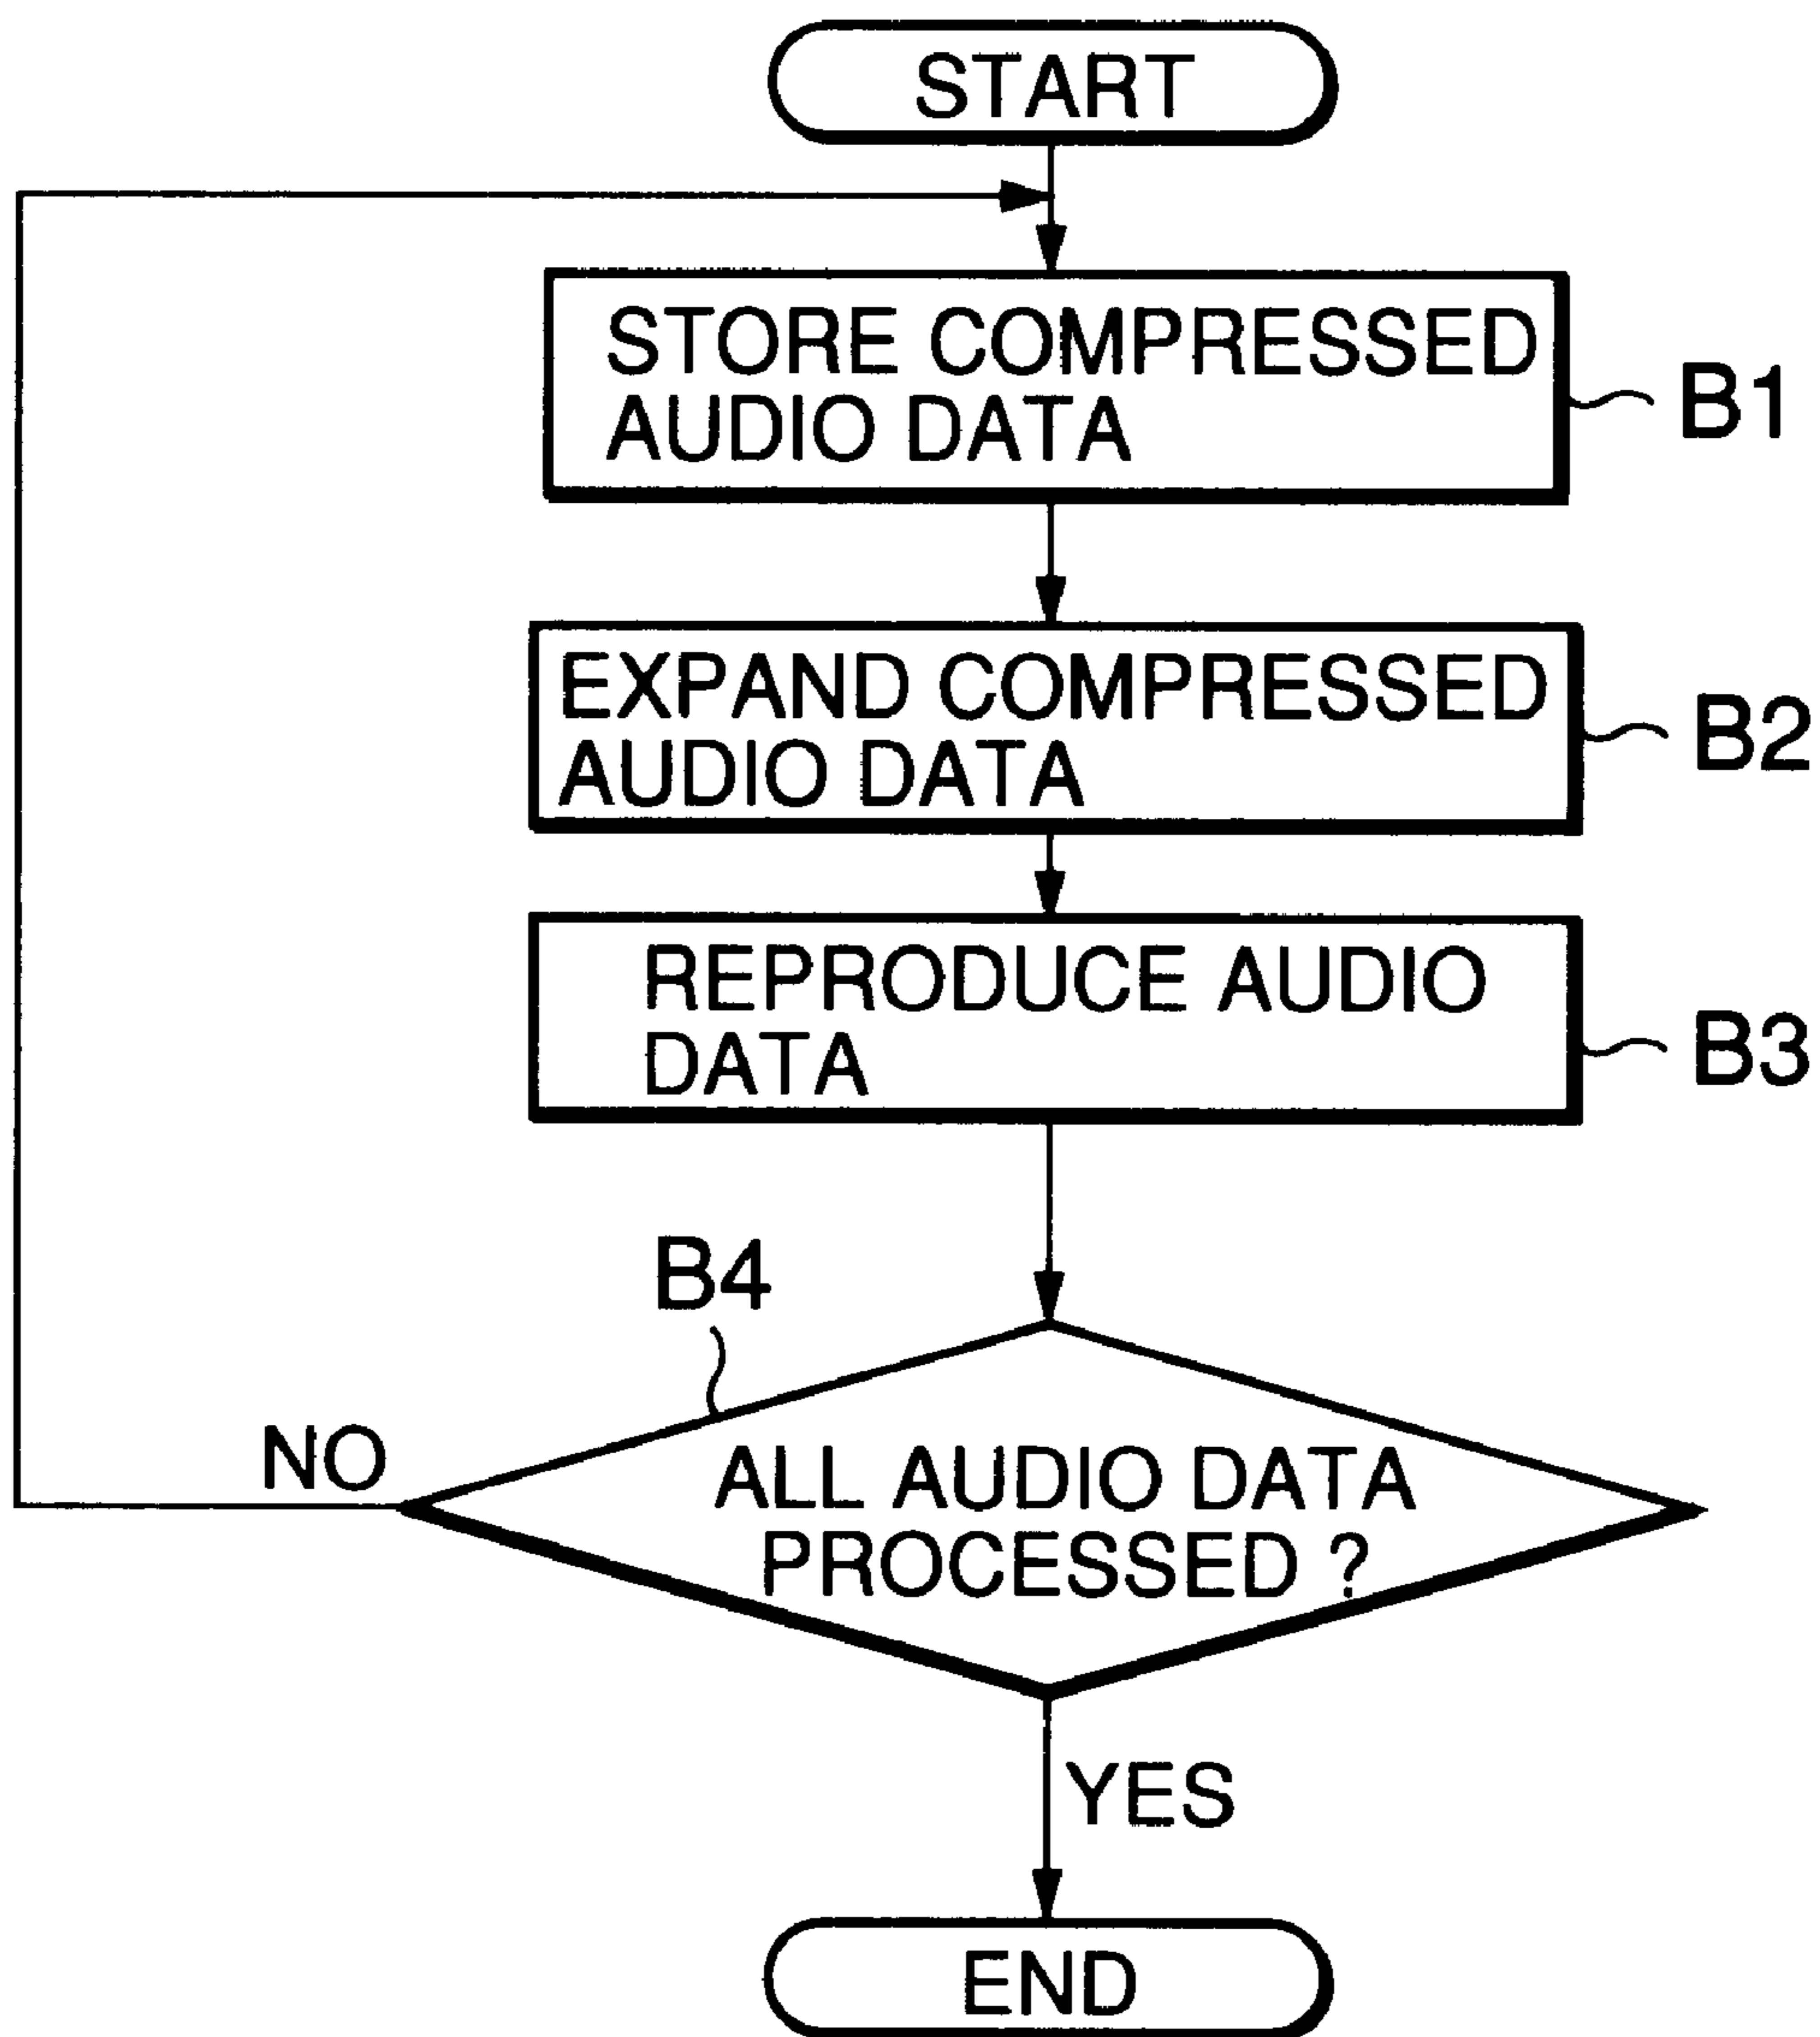 START
STORE COMPRESSED
AUDIO DATA
B1
EXPAND COMPRESSED
AUDIO DATA
B2
REPRODUCE AUDIO
DATA
B3
B4
NO
ALL AUDIO DATA
PROCESSED ?
YES
END